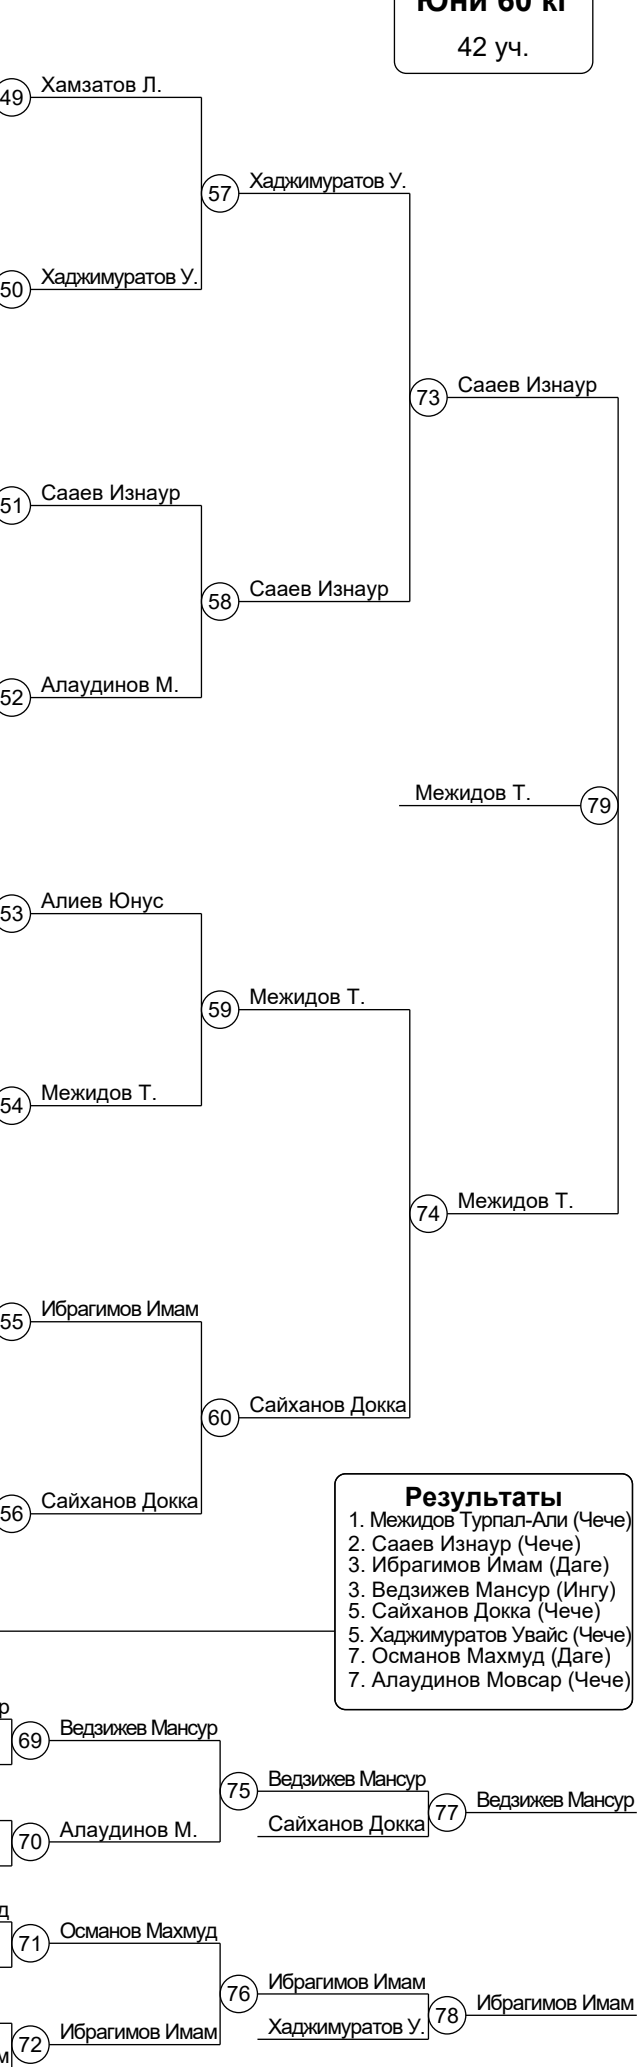 Юни 60 кг
42 уч.
49 Хамзатов Л.
57 Хаджимуратов У.
50 Хаджимуратов У.
73 Сааев Изнаур
51 Сааев Изнаур
58 Сааев Изнаур
52 Алаудинов М.
Межидов Т. 79
53 Алиев Юнус
59 Межидов Т.
54 Межидов Т.
74 Межидов Т.
55 Ибрагимов Имам
60 Сайханов Докка
56 Сайханов Докка
Результаты
1. Межидов Турпал-Али (Чече)
2. Сааев Изнаур (Чече)
3. Ибрагимов Имам (Даге)
3. Ведзижев Мансур (Ингу)
5. Сайханов Докка (Чече)
5. Хаджимуратов Увайс (Чече)
7. Османов Махмуд (Даге)
7. Алаудинов Мовсар (Чече)
69 Ведзижев Мансур
75 Ведзижев Мансур
77 Ведзижев Мансур
Сайханов Докка
70 Алаудинов М.
71 Османов Махмуд
76 Ибрагимов Имам
78 Ибрагимов Имам
Хаджимуратов У.
72 Ибрагимов Имам